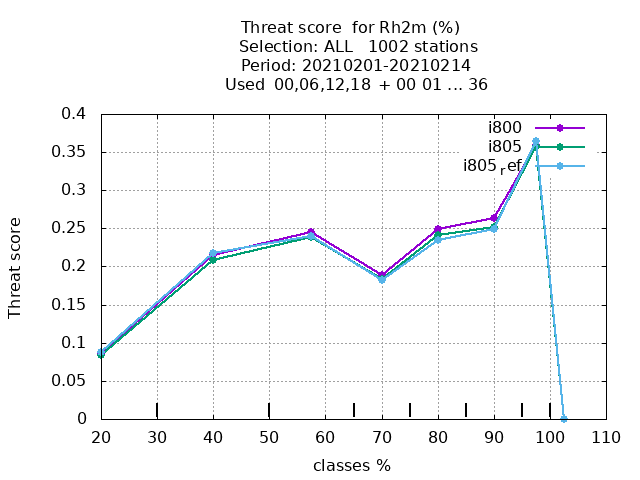 Threat score  for Rh2m (%)
Selection: ALL   1002 stations
Period: 20210201-20210214
Used  00,06,12,18  + 00 01 ... 36
i800
i805
i805ref
0.4
0.35
0.3
0.25
0.2
0.15
0.1
0.05
0
Threat score
20 30 40 50 60 70 80 90 100 110
classes %